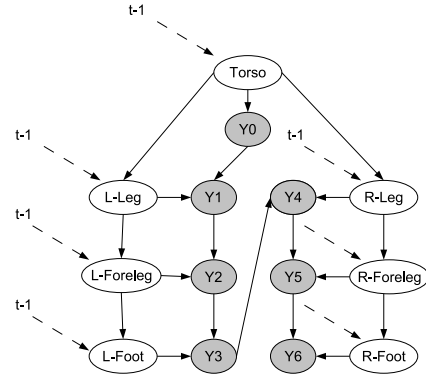 t-1
Torso
Y0
t-1
t-1
L-Leg
Y1
Y4
R-Leg
t-1
L-Foreleg
Y2
Y5
R-Foreleg
t-1
L-Foot
Y3
Y6
R-Foot